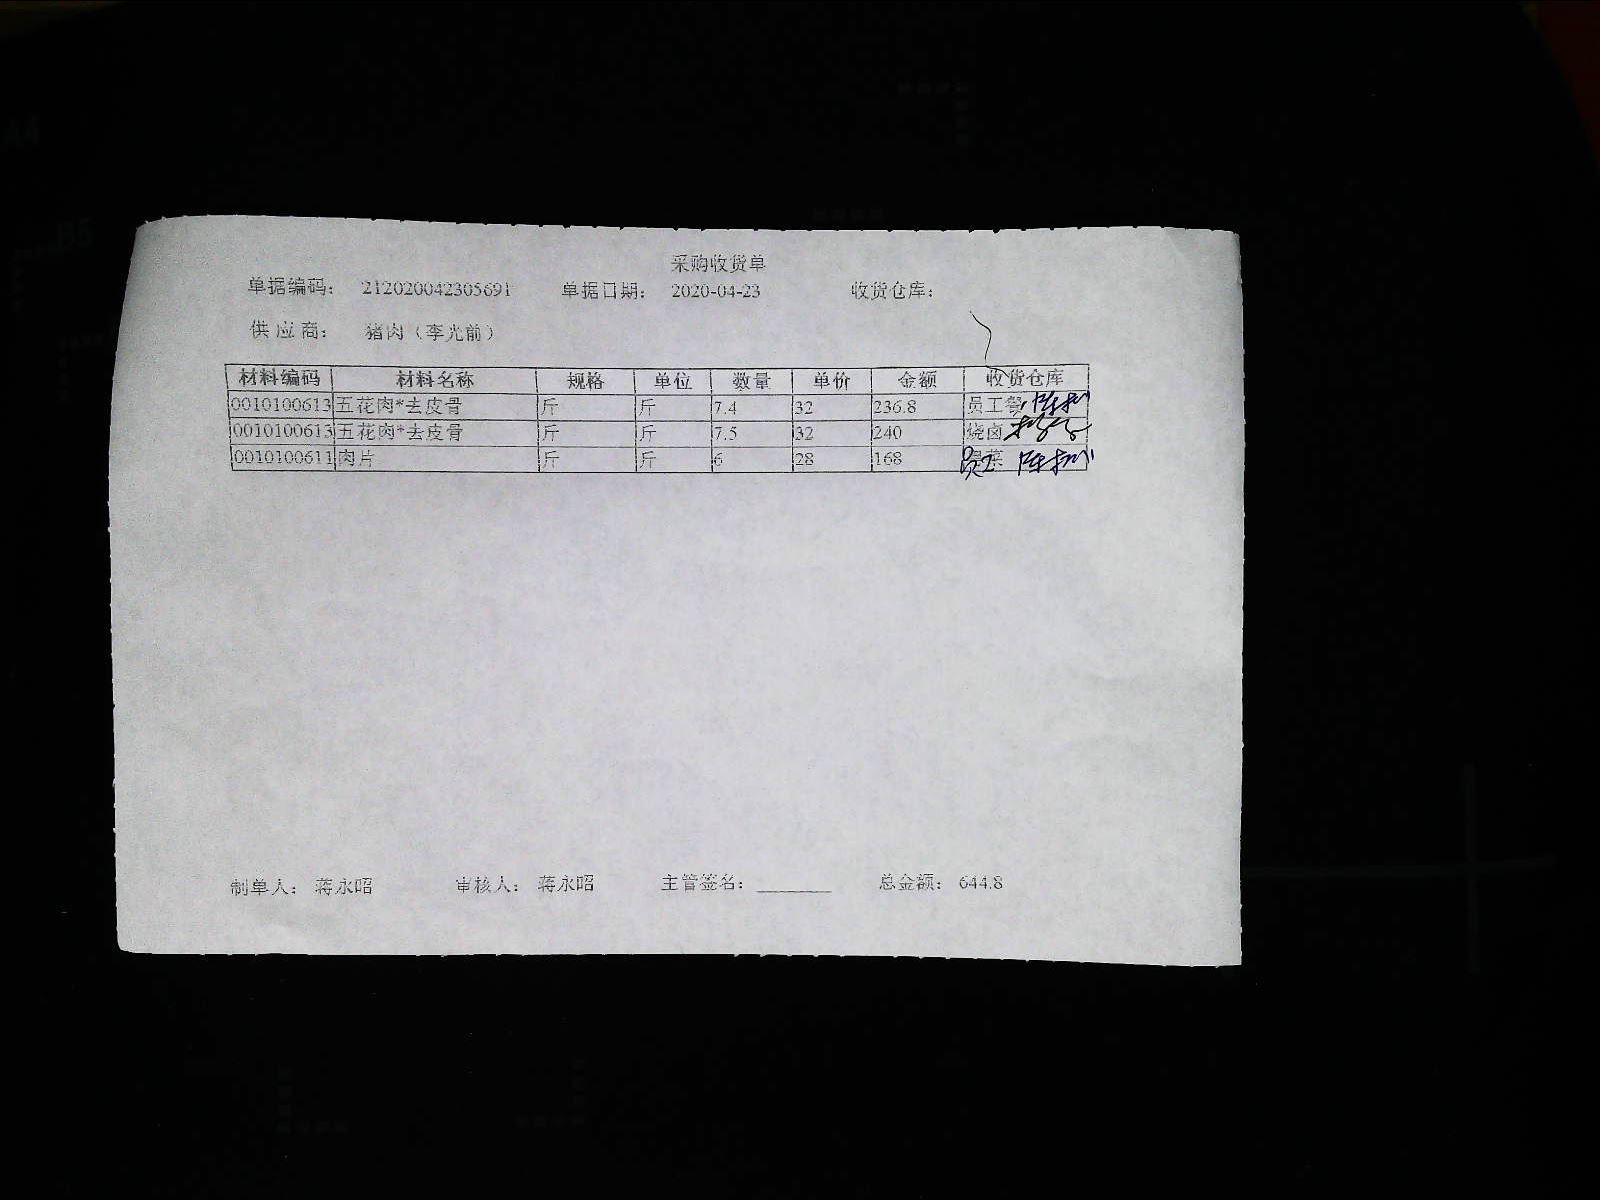 采购收货单
单据编码： 212020042305691 单据日期： 2020-04-23 收货仓库：
供应商： 猪肉（李光前）
材料编码 材料名称 规格 单位 数量 单价 金额 收货仓库
0010100613 五花肉*去皮骨 斤 斤 7.4 32 236.8 员工餐
0010100613 五花肉*去皮骨 斤 斤 7.5 32 240 烧卤
0010100611 肉片 斤 斤 6 28 168 员工
制单人： 蒋永昭 审核人： 蒋永昭 主管签名： 总金额： 644.8